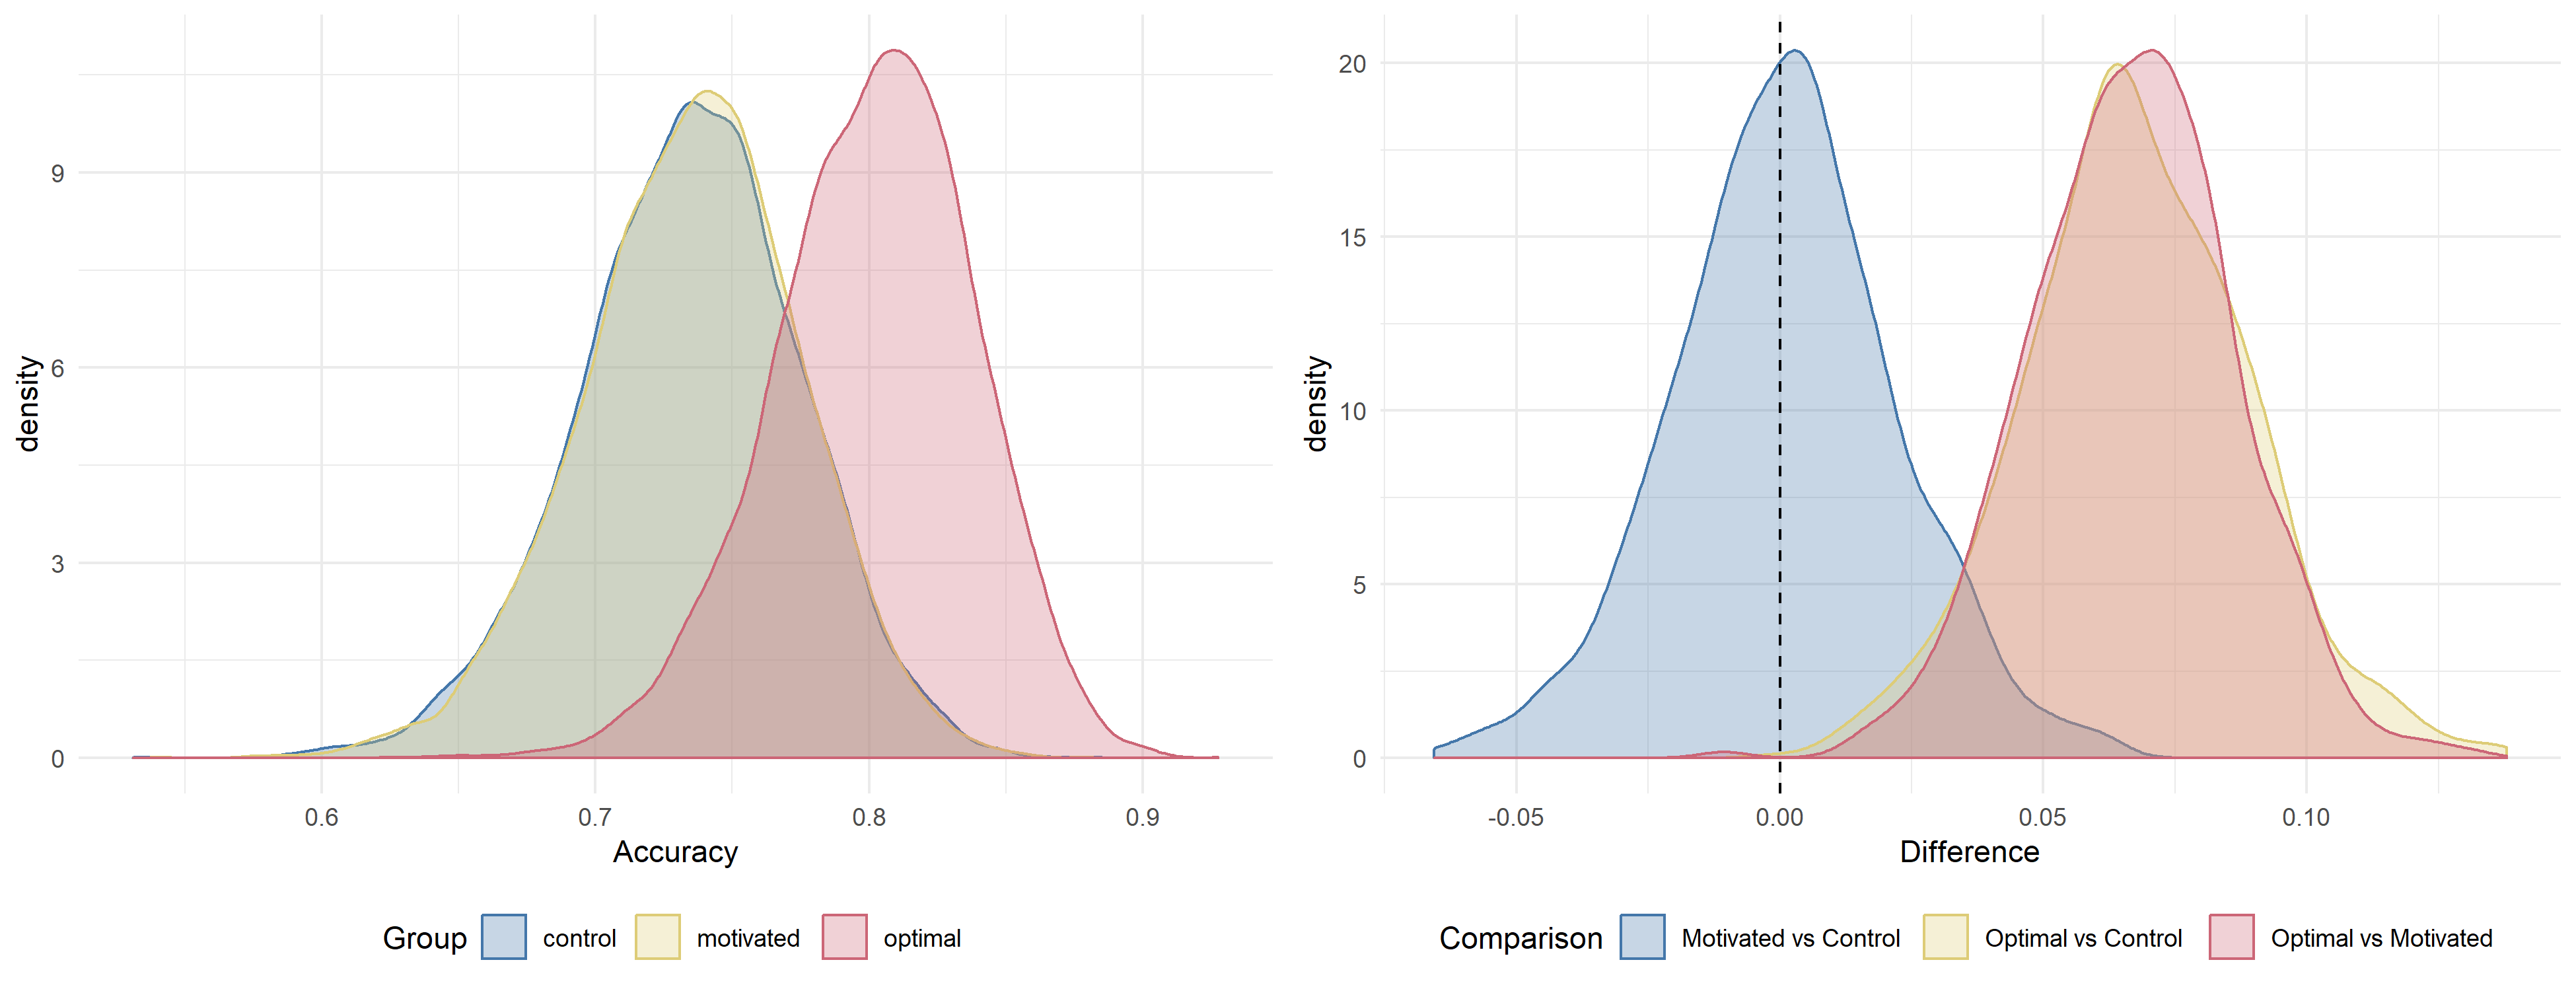 density
9
6
3
0
0.6 0.7 0.8 0.9
Accuracy
Group control motivated optimal
density
20
15
10
5
0
-0.05 0.00 0.05 0.10
Difference
Comparison Motivated vs Control Optimal vs Control Optimal vs Motivated